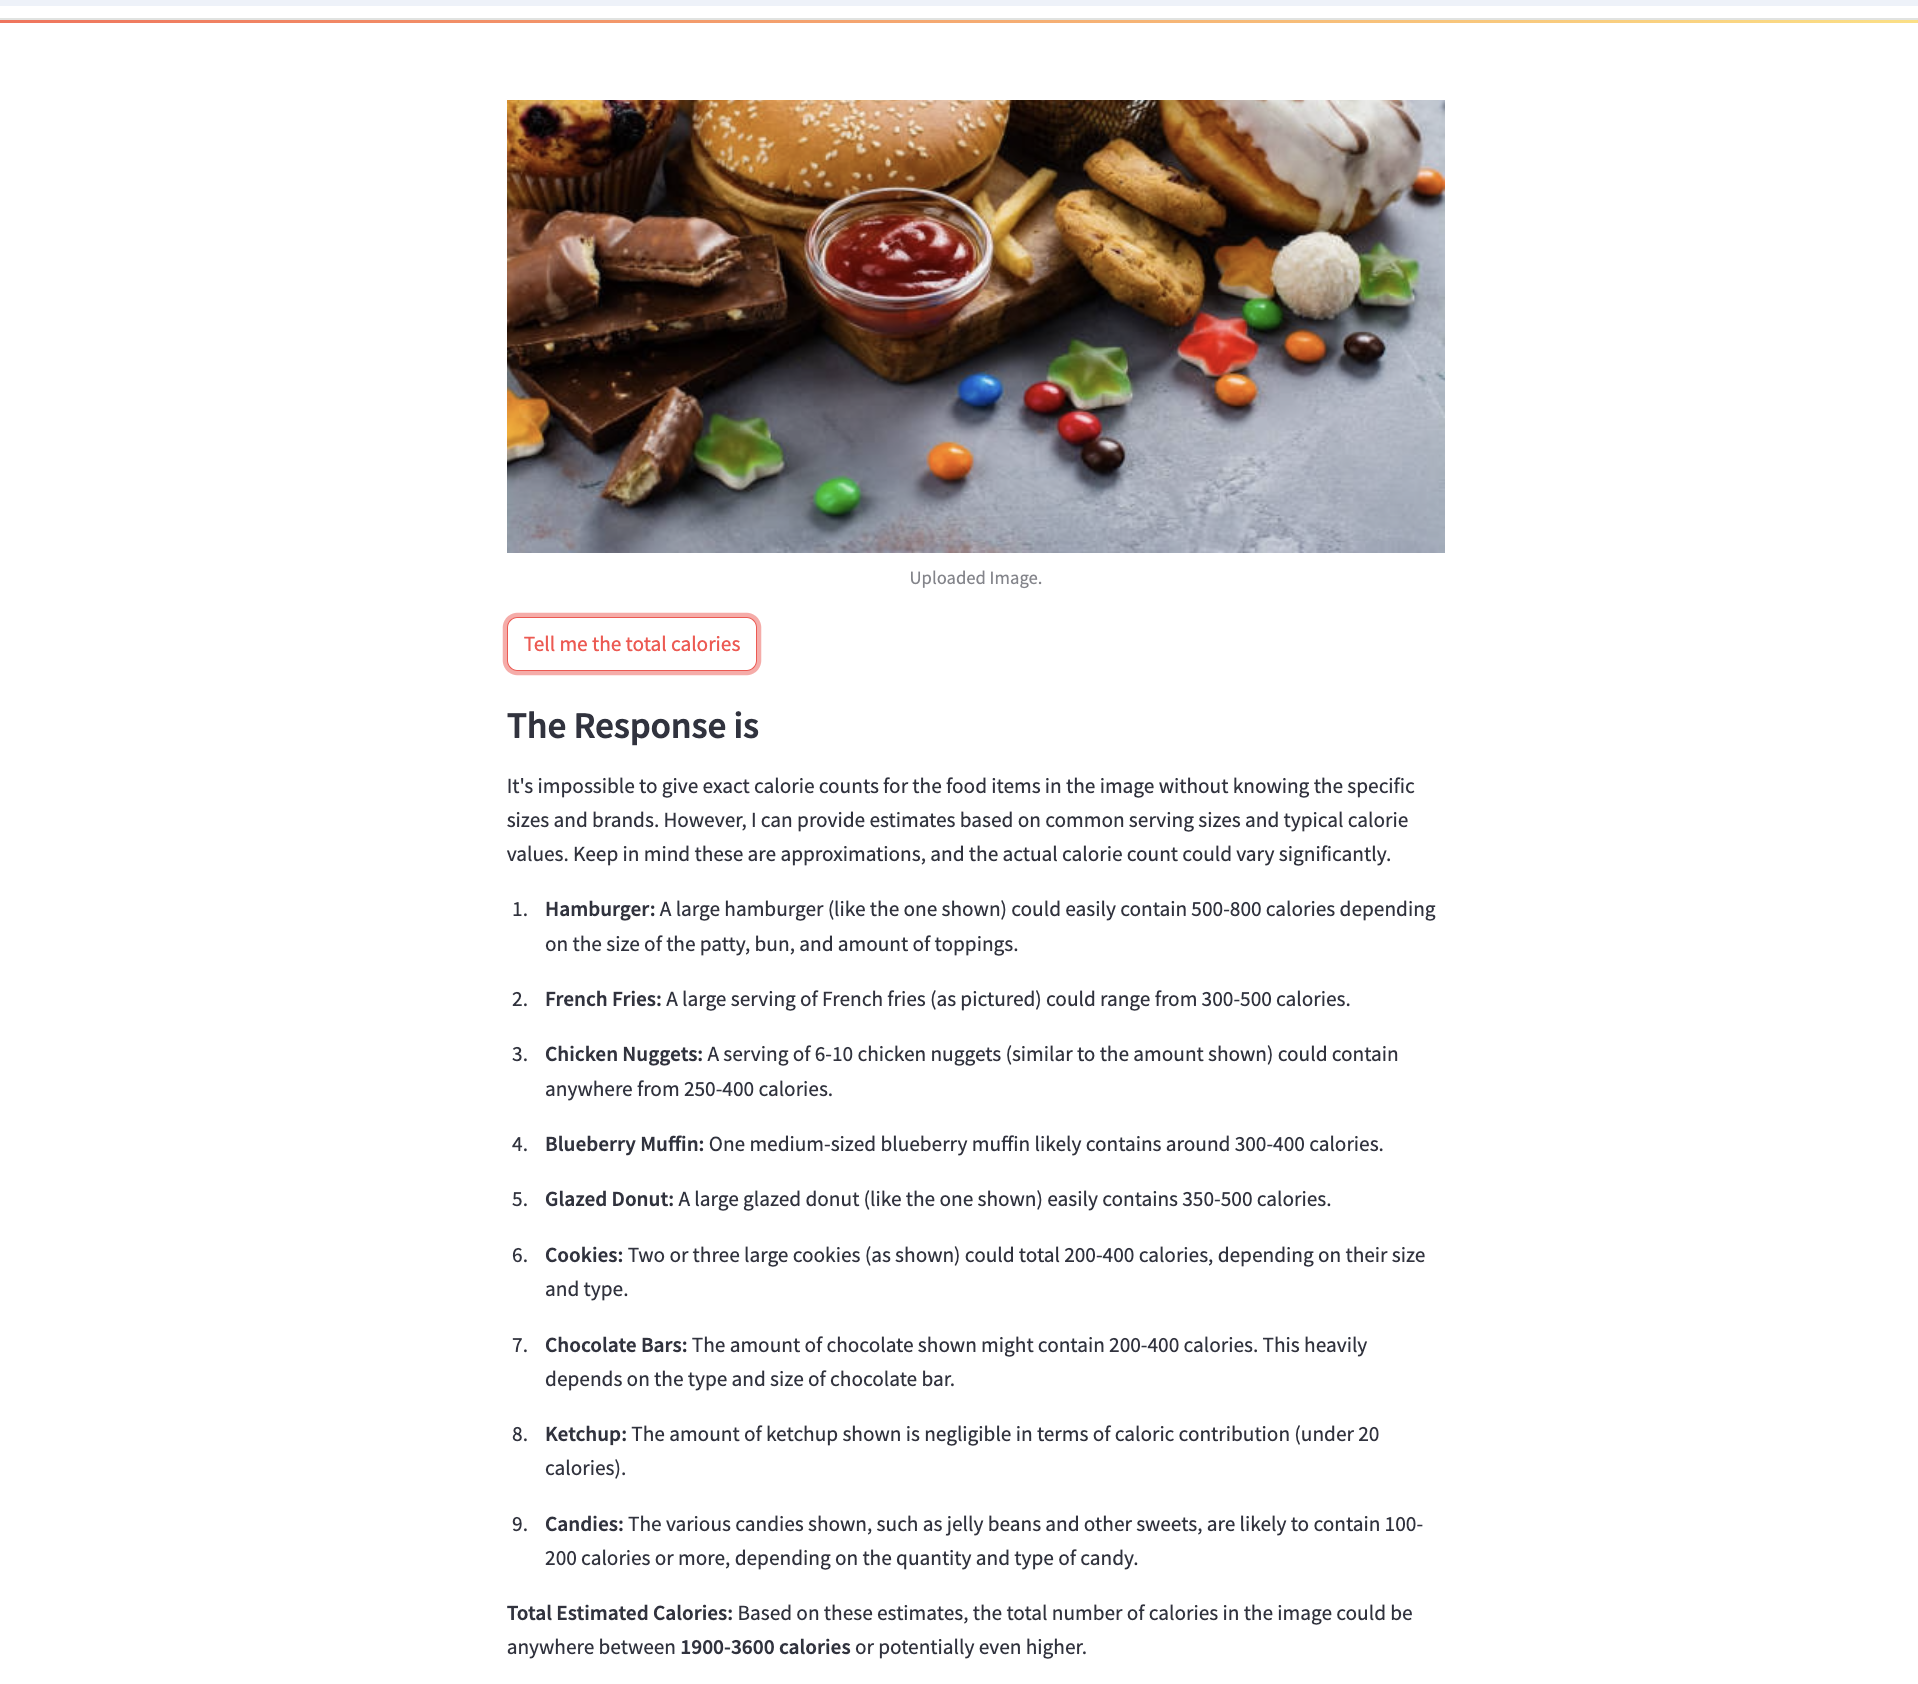 Uploaded Image.
Tell me the total calories
The Response is
It's impossible to give exact calorie counts for the food items in the image without knowing the specific
sizes and brands. However, I can provide estimates based on common serving sizes and typical calorie
values. Keep in mind these are approximations, and the actual calorie count could vary significantly.
1. Hamburger: A large hamburger (like the one shown) could easily contain 500-800 calories depending
on the size of the patty, bun, and amount of toppings.
2. French Fries: A large serving of French fries (as pictured) could range from 300-500 calories.
3. Chicken Nuggets: A serving of 6-10 chicken nuggets (similar to the amount shown) could contain
anywhere from 250-400 calories.
4. Blueberry Muffin: One medium-sized blueberry muffin likely contains around 300-400 calories.
5. Glazed Donut: A large glazed donut (like the one shown) easily contains 350-500 calories.
6. Cookies: Two or three large cookies (as shown) could total 200-400 calories, depending on their size
and type.
7. Chocolate Bars: The amount of chocolate shown might contain 200-400 calories. This heavily
depends on the type and size of chocolate bar.
8. Ketchup: The amount of ketchup shown is negligible in terms of caloric contribution (under 20
calories).
9. Candies: The various candies shown, such as jelly beans and other sweets, are likely to contain 100-
200 calories or more, depending on the quantity and type of candy.
Total Estimated Calories: Based on these estimates, the total number of calories in the image could be
anywhere between 1900-3600 calories or potentially even higher.